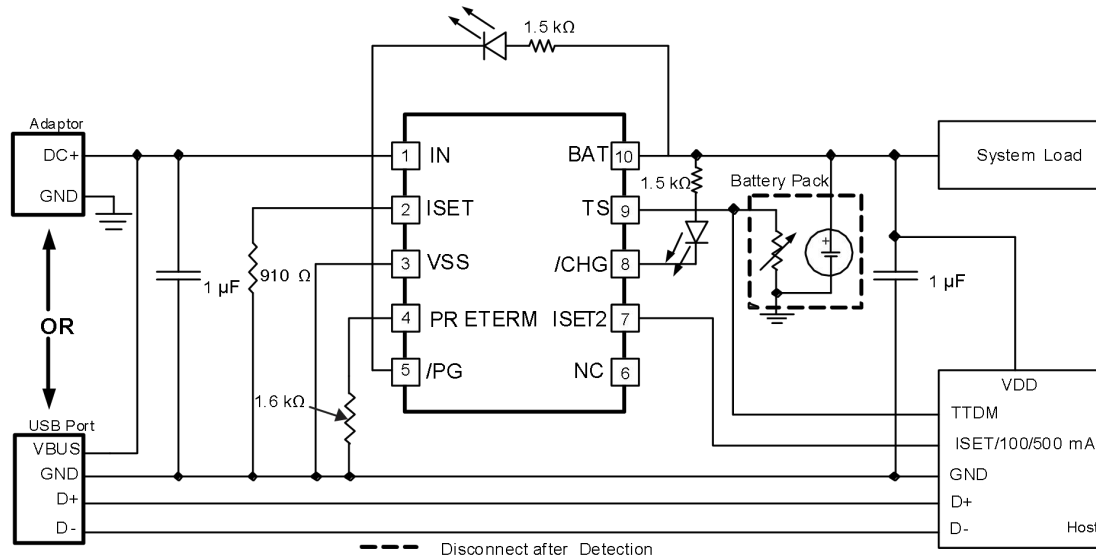 1.5 kΩ
Adaptor
DC+
GND
OR
USB Port
VBUS
GND
D+
D-
1 µF
910 Ω
1.6 kΩ
1 IN
2 ISET
3 VSS
4 PRETERM
5 /PG
BAT 10
TS 9
/CHG 8
ISET2 7
NC 6
1.5 kΩ
Battery Pack
+
1 µF
System Load
VDD
TTDM
ISET/100/500 mA
GND
D+
D-
Host
Disconnect after Detection